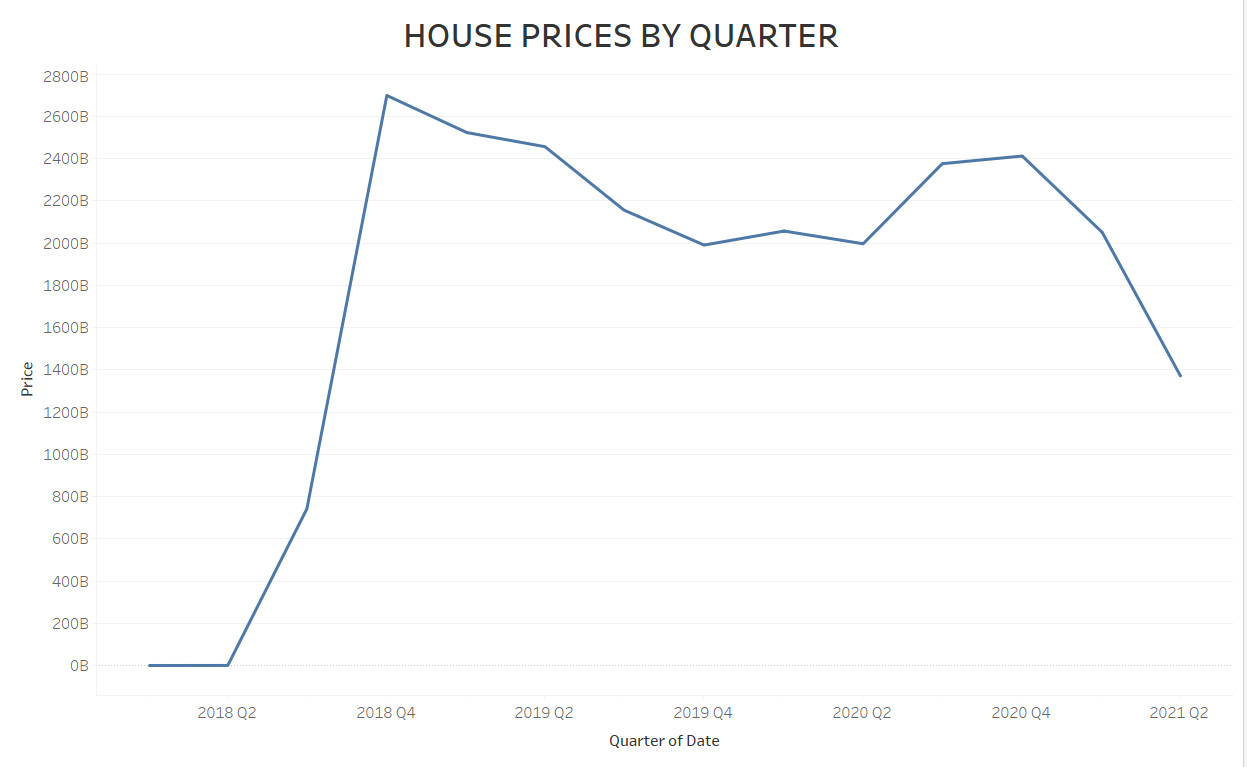 HOUSE PRICES BY QUARTER
2800B
2600B
2400B
2200B
2000B
1800B
1600B
1400B
1200B
1000B
800B
600B
400B
200B
0B
Price
2018 Q2
2018 Q4
2019 Q2
2019 Q4
2020 Q2
2020 Q4
2021 Q2
Quarter of Date